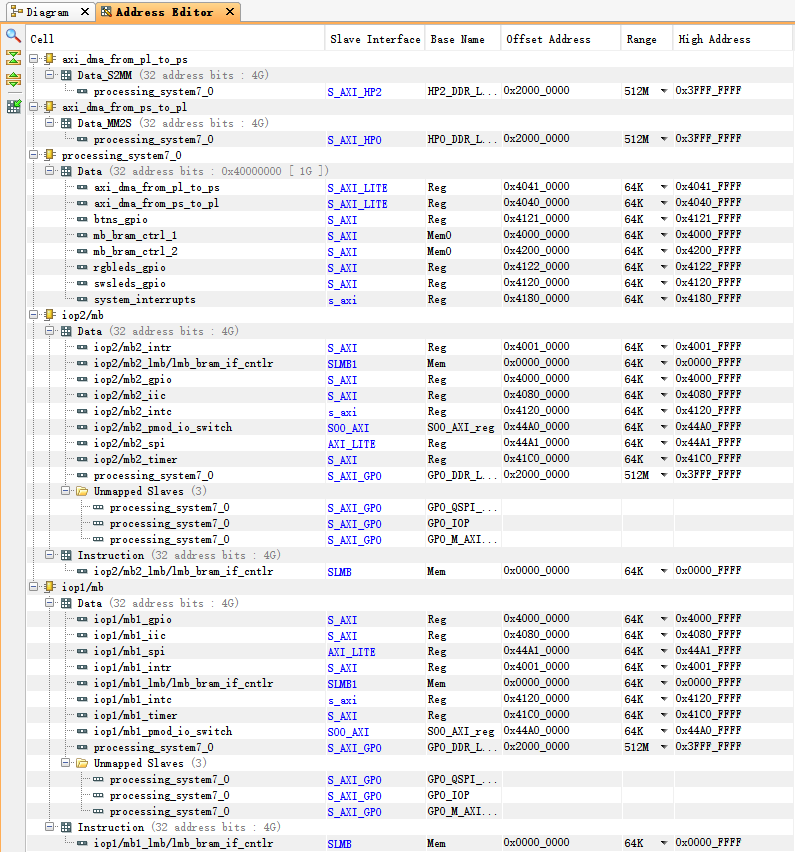 Diagram × Address Editor ×
Cell Slave Interface Base Name Offset Address Range High Address
axi_dma_from_pl_to_ps
Data_S2MM (32 address bits : 4G)
processing_system7_0 S_AXI_HP2 HP2_DDR_L... 0x2000_0000 512M 0x3FFF_FFFF
axi_dma_from_ps_to_pl
Data_MM2S (32 address bits : 4G)
processing_system7_0 S_AXI_HP0 HP0_DDR_L... 0x2000_0000 512M 0x3FFF_FFFF
processing_system7_0
Data (32 address bits : 0x40000000 [ 1G ])
axi_dma_from_pl_to_ps S_AXI_LITE Reg 0x4041_0000 64K 0x4041_FFFF
axi_dma_from_ps_to_pl S_AXI_LITE Reg 0x4040_0000 64K 0x4040_FFFF
btns_gpio S_AXI Reg 0x4121_0000 64K 0x4121_FFFF
mb_bram_ctrl_1 S_AXI Mem0 0x4000_0000 64K 0x4000_FFFF
mb_bram_ctrl_2 S_AXI Mem0 0x4200_0000 64K 0x4200_FFFF
rgbleds_gpio S_AXI Reg 0x4122_0000 64K 0x4122_FFFF
swsleds_gpio S_AXI Reg 0x4120_0000 64K 0x4120_FFFF
system_interrupts s_axi Reg 0x4180_0000 64K 0x4180_FFFF
iop2/mb
Data (32 address bits : 4G)
iop2/mb2_intr S_AXI Reg 0x4001_0000 64K 0x4001_FFFF
iop2/mb2_lmb/lmb_bram_if_cntlr SLMB1 Mem 0x0000_0000 64K 0x0000_FFFF
iop2/mb2_gpio S_AXI Reg 0x4000_0000 64K 0x4000_FFFF
iop2/mb2_iic S_AXI Reg 0x4080_0000 64K 0x4080_FFFF
iop2/mb2_intc s_axi Reg 0x4120_0000 64K 0x4120_FFFF
iop2/mb2_pmod_io_switch S00_AXI S00_AXI_reg 0x44A0_0000 64K 0x44A0_FFFF
iop2/mb2_spi AXI_LITE Reg 0x44A1_0000 64K 0x44A1_FFFF
iop2/mb2_timer S_AXI Reg 0x41C0_0000 64K 0x41C0_FFFF
processing_system7_0 S_AXI_GP0 GP0_DDR_L... 0x2000_0000 512M 0x3FFF_FFFF
Unmapped Slaves (3)
processing_system7_0 S_AXI_GP0 GP0_QSPI_...
processing_system7_0 S_AXI_GP0 GP0_IOP
processing_system7_0 S_AXI_GP0 GP0_M_AXI...
Instruction (32 address bits : 4G)
iop2/mb2_lmb/lmb_bram_if_cntlr SLMB Mem 0x0000_0000 64K 0x0000_FFFF
iop1/mb
Data (32 address bits : 4G)
iop1/mb1_gpio S_AXI Reg 0x4000_0000 64K 0x4000_FFFF
iop1/mb1_iic S_AXI Reg 0x4080_0000 64K 0x4080_FFFF
iop1/mb1_spi AXI_LITE Reg 0x44A1_0000 64K 0x44A1_FFFF
iop1/mb1_intr S_AXI Reg 0x4001_0000 64K 0x4001_FFFF
iop1/mb1_lmb/lmb_bram_if_cntlr SLMB1 Mem 0x0000_0000 64K 0x0000_FFFF
iop1/mb1_intc s_axi Reg 0x4120_0000 64K 0x4120_FFFF
iop1/mb1_timer S_AXI Reg 0x41C0_0000 64K 0x41C0_FFFF
iop1/mb1_pmod_io_switch S00_AXI S00_AXI_reg 0x44A0_0000 64K 0x44A0_FFFF
processing_system7_0 S_AXI_GP0 GP0_DDR_L... 0x2000_0000 512M 0x3FFF_FFFF
Unmapped Slaves (3)
processing_system7_0 S_AXI_GP0 GP0_QSPI_...
processing_system7_0 S_AXI_GP0 GP0_IOP
processing_system7_0 S_AXI_GP0 GP0_M_AXI...
Instruction (32 address bits : 4G)
iop1/mb1_lmb/lmb_bram_if_cntlr SLMB Mem 0x0000_0000 64K 0x0000_FFFF